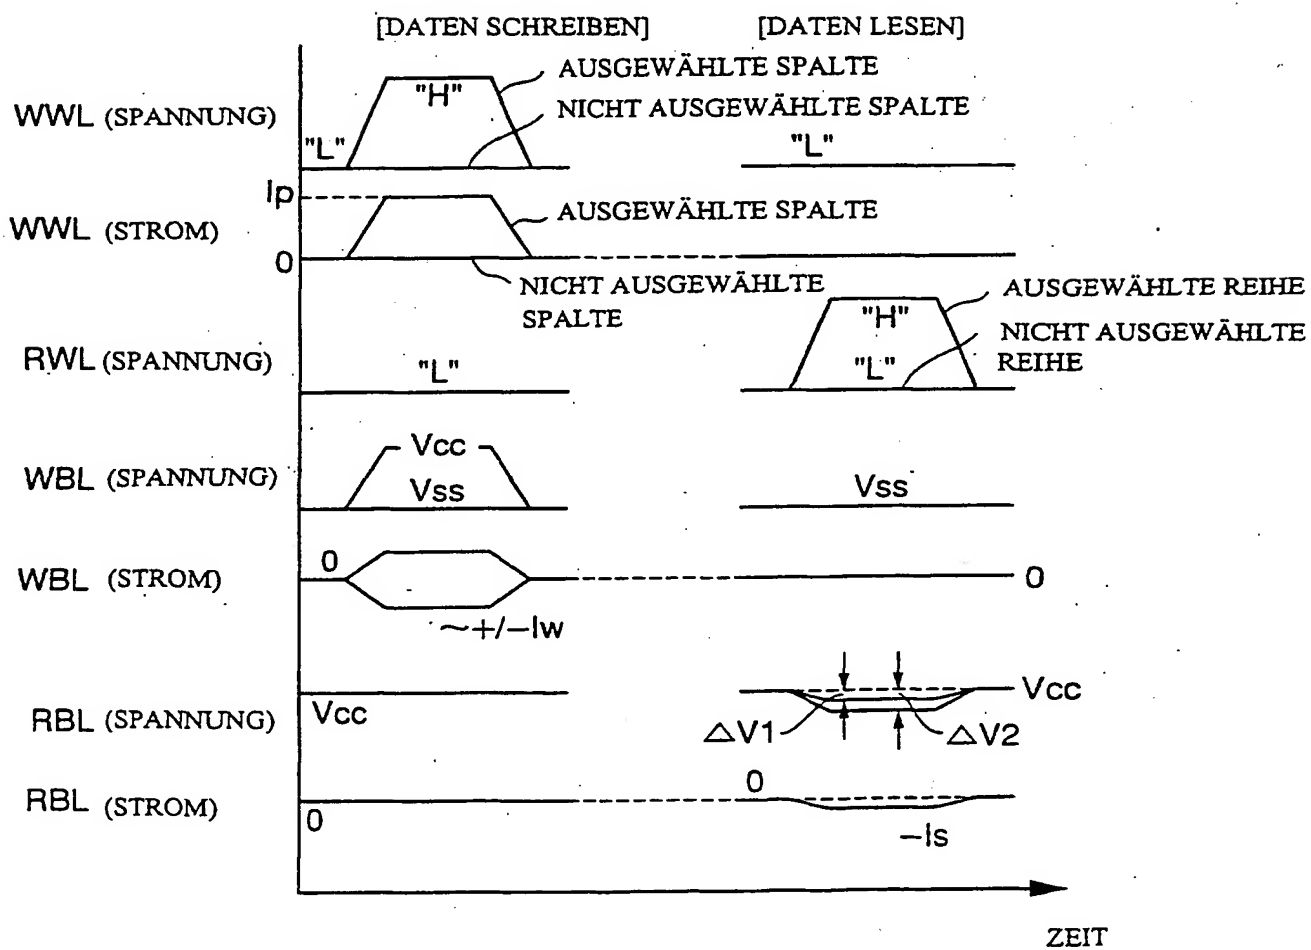 [DATEN SCHREIBEN] [DATEN LESEN]
AUSGEWÄHLTE SPALTE
"H"
NICHT AUSGEWÄHLTE SPALTE
WWL (SPANNUNG)
"L"
"L"
Ip
AUSGEWÄHLTE SPALTE
WWL (STROM)
0
NICHT AUSGEWÄHLTE
SPALTE
AUSGEWÄHLTE REIHE
"H"
NICHT AUSGEWÄHLTE
REIHE
RWL (SPANNUNG)
"L"
"L"
Vcc
WBL (SPANNUNG)
Vss
Vss
0
WBL (STROM)
0
~+/−Iw
Vcc
RBL (SPANNUNG)
Vcc
△V1
△V2
0
RBL (STROM)
0
−Is
ZEIT